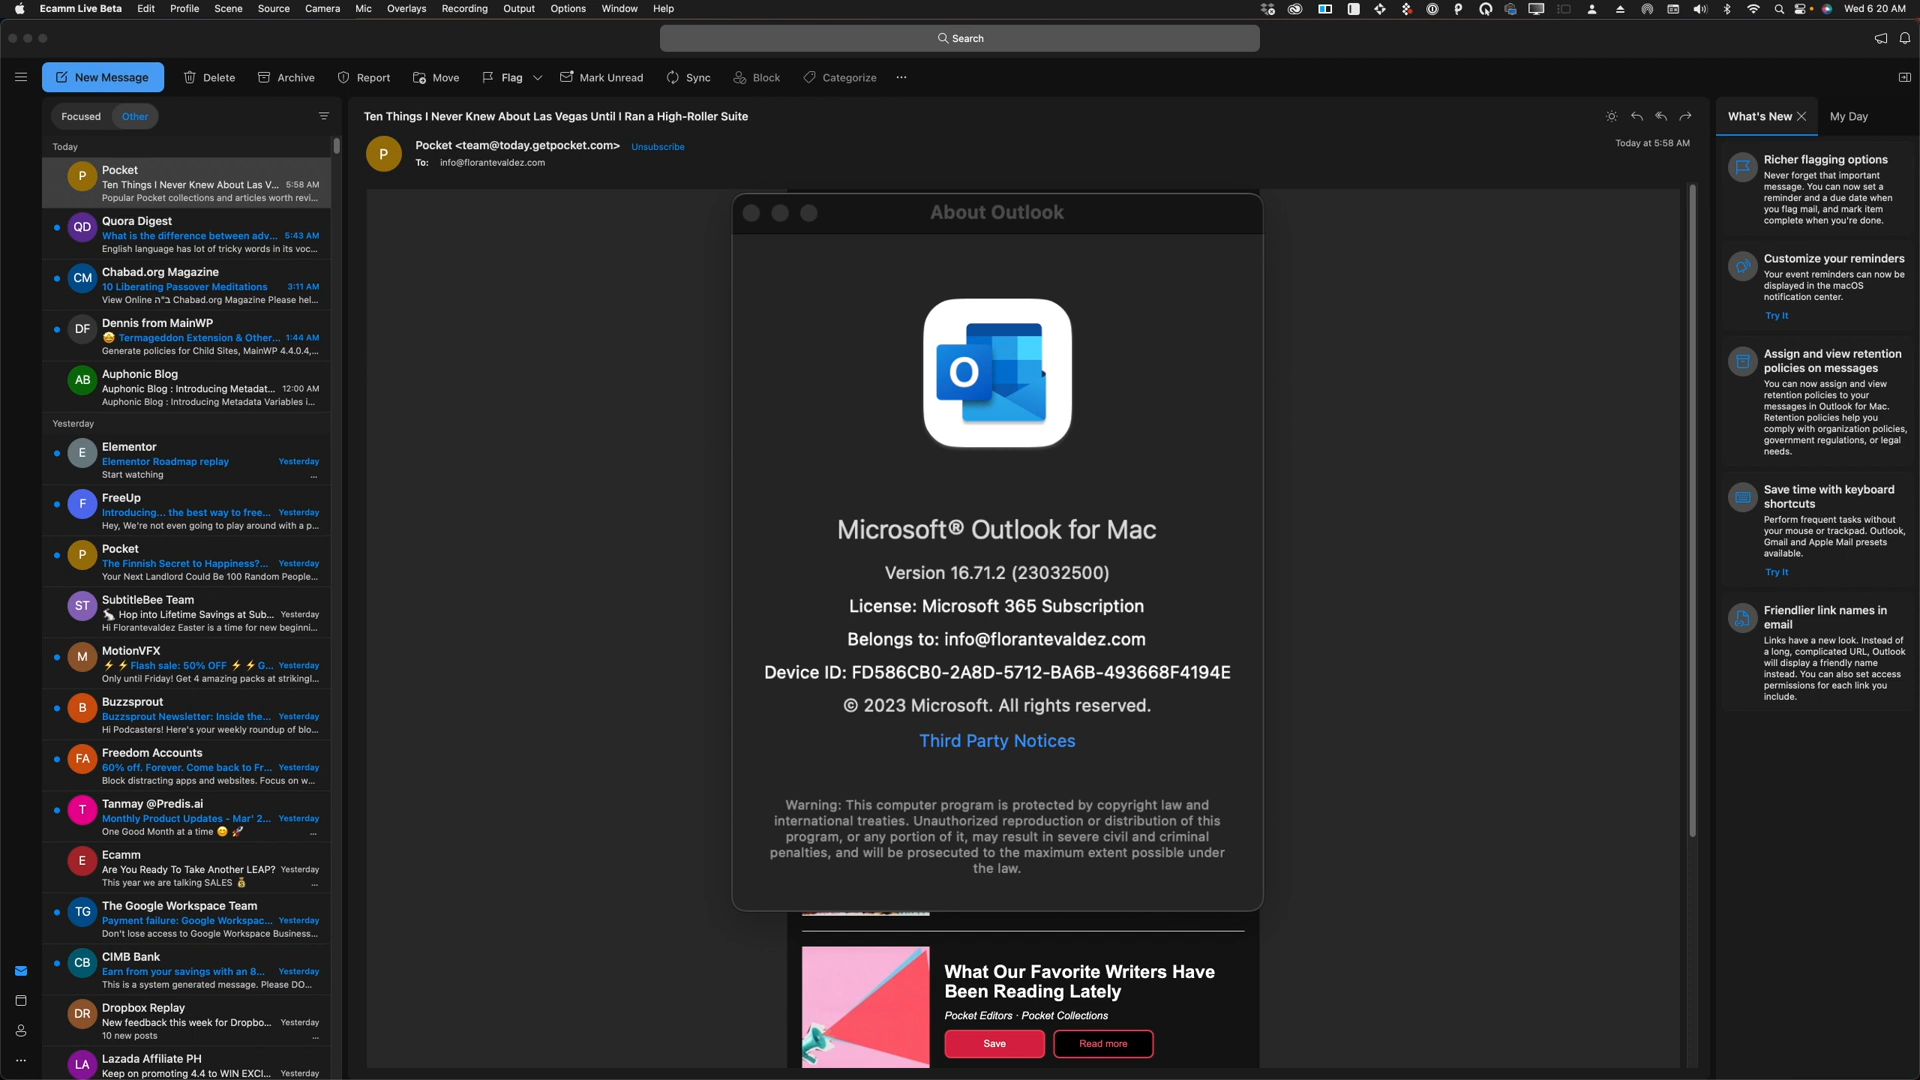 Ecamm Live Beta Edit Profile Scene Source Camera Mic Overlays Recording Output Options Window Help
Wed 6 20 AM
Search
New Message Delete Archive Report Move Flag Mark Unread Sync Block Categorize
Focused Other
Today
P
Pocket
Ten Things I Never Knew About Las V... 5:58 AM
Popular Pocket collections and articles worth revi...
QD
Quora Digest
What is the difference between adv... 5:43 AM
English language has lot of tricky words in its voc...
CM
Chabad.org Magazine
10 Liberating Passover Meditations 3:11 AM
View Online ב"ה Chabad.org Magazine Please hel...
DF
Dennis from MainWP
Termageddon Extension & Other... 1:44 AM
Generate policies for Child Sites, MainWP 4.4.0.4,...
AB
Auphonic Blog
Auphonic Blog : Introducing Metadat... 12:00 AM
Auphonic Blog : Introducing Metadata Variables i...
Yesterday
E
Elementor
Elementor Roadmap replay Yesterday
Start watching ...
F
FreeUp
Introducing... the best way to free... Yesterday
Hey, We're not even going to play around with a p...
P
Pocket
The Finnish Secret to Happiness?... Yesterday
Your Next Landlord Could Be 100 Random People...
ST
SubtitleBee Team
Hop into Lifetime Savings at Sub... Yesterday
Hi Florantevaldez Easter is a time for new beginni...
M
MotionVFX
Flash sale: 50% OFF G... Yesterday
Only until Friday! Get 4 amazing packs at strikingl...
B
Buzzsprout
Buzzsprout Newsletter: Inside the... Yesterday
Hi Podcasters! Here's your weekly roundup of blo...
FA
Freedom Accounts
60% off. Forever. Come back to Fr... Yesterday
Block distracting apps and websites. Focus on w...
T
Tanmay @Predis.ai
Monthly Product Updates - Mar' 2... Yesterday
One Good Month at a time ...
E
Ecamm
Are You Ready To Take Another LEAP? Yesterday
This year we are talking SALES ...
TG
The Google Workspace Team
Payment failure: Google Workspac... Yesterday
Don't lose access to Google Workspace Business...
CB
CIMB Bank
Earn from your savings with an 8... Yesterday
This is a system generated message. Please DO...
DR
Dropbox Replay
New feedback this week for Dropbo... Yesterday
10 new posts ...
LA
Lazada Affiliate PH
Keep on promoting 4.4 to WIN EXCI... Yesterday
Ten Things I Never Knew About Las Vegas Until I Ran a High-Roller Suite
P
Pocket <team@today.getpocket.com> Unsubscribe
To: info@florantevaldez.com
Today at 5:58 AM
About Outlook
O
Microsoft® Outlook for Mac
Version 16.71.2 (23032500)
License: Microsoft 365 Subscription
Belongs to: info@florantevaldez.com
Device ID: FD586CB0-2A8D-5712-BA6B-493668F4194E
© 2023 Microsoft. All rights reserved.
Third Party Notices
Warning: This computer program is protected by copyright law and
international treaties. Unauthorized reproduction or distribution of this
program, or any portion of it, may result in severe civil and criminal
penalties, and will be prosecuted to the maximum extent possible under
the law.
What Our Favorite Writers Have
Been Reading Lately
Pocket Editors · Pocket Collections
Save Read more
What's New My Day
Richer flagging options
Never forget that important
message. You can now set a
reminder and a due date when
you flag mail, and mark item
complete when you're done.
Customize your reminders
Your event reminders can now be
displayed in the macOS
notification center.
Try It
Assign and view retention
policies on messages
You can now assign and view
retention policies to your
messages in Outlook for Mac.
Retention policies help you
comply with organization policies,
government regulations, or legal
needs.
Save time with keyboard
shortcuts
Perform frequent tasks without
your mouse or trackpad. Outlook,
Gmail and Apple Mail presets
available.
Try It
Friendlier link names in
email
Links have a new look. Instead of
a long, complicated URL, Outlook
will display a friendly name
instead. You can also set access
permissions for each link you
include.